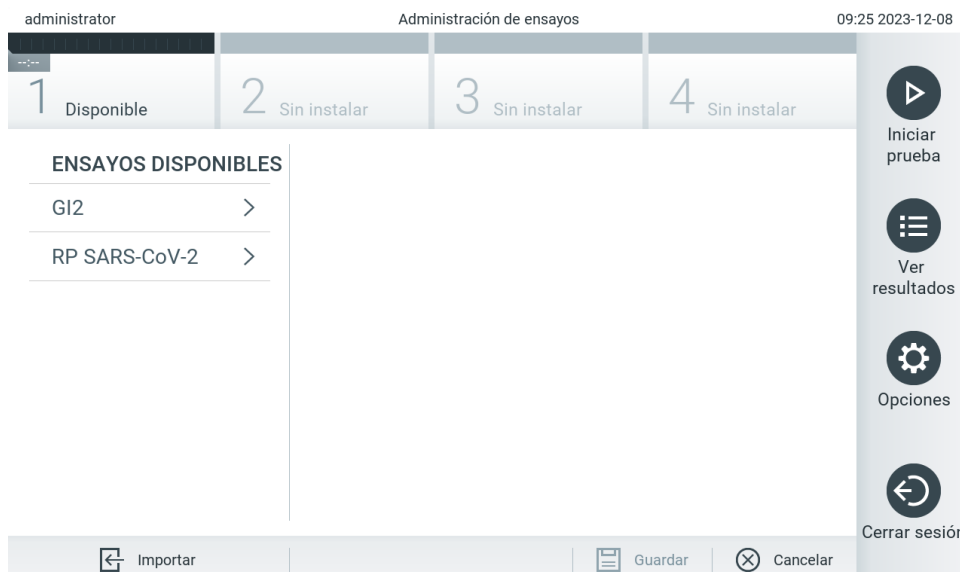 administrator Administración de ensayos 09:25 2023-12-08
--:--
1 Disponible 2 Sin instalar 3 Sin instalar 4 Sin instalar
Iniciar
prueba
ENSAYOS DISPONIBLES
GI2
RP SARS-CoV-2
Ver
resultados
Opciones
Cerrar sesión
Importar Guardar Cancelar